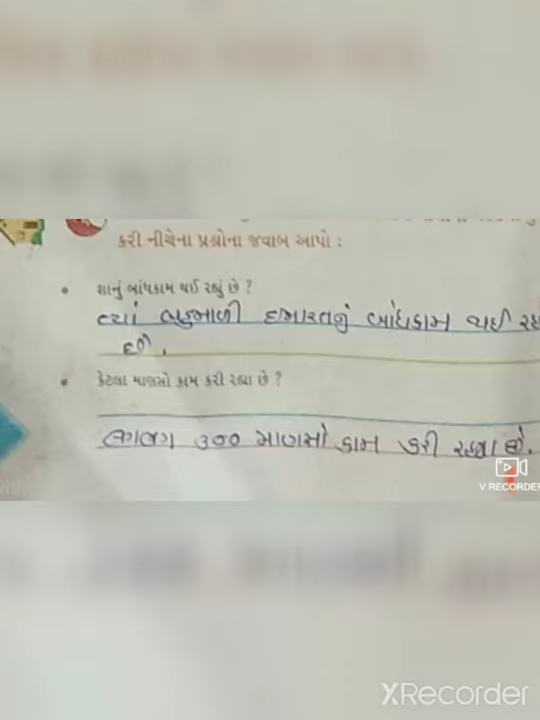 કરી નીચેના પ્રશ્નોના જવાબ આપો :
• શાનું બાંધકામ થઈ રહ્યું છે ?
ત્યાં બહુમાળી ઇમારતનું બાંધકામ થઈ
છે.
• કેટલા માણસો કામ કરી રહ્યા છે ?
લગભગ ૩૦૦ માણસો કામ કરી રહ્યા છે.
V RECORDER
XRecorder